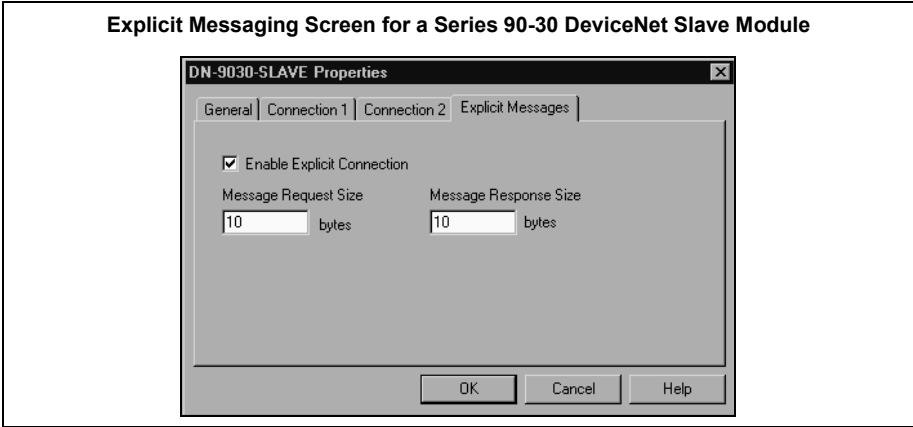 Explicit Messaging Screen for a Series 90-30 DeviceNet Slave Module
DN-9030-SLAVE Properties
General Connection 1 Connection 2 Explicit Messages
Enable Explicit Connection
Message Request Size Message Response Size
10 bytes 10 bytes
OK Cancel Help